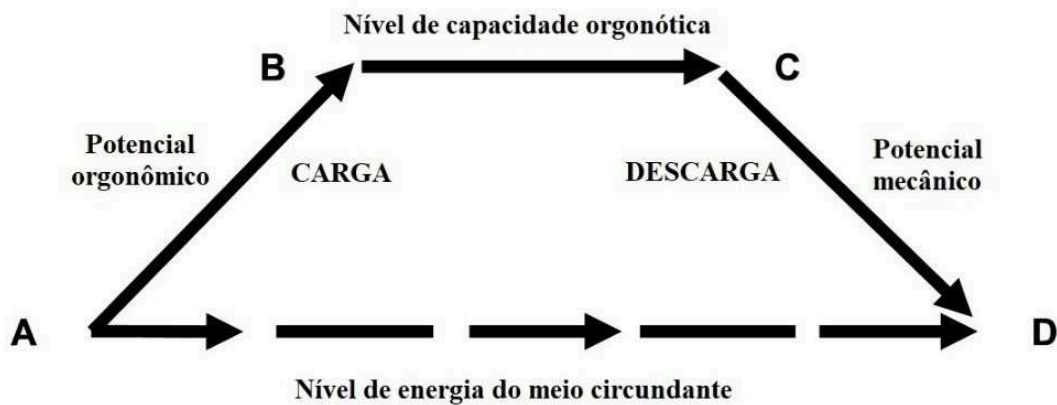 Nível de capacidade orgonótica
B
C
Potencial
orgonômico
CARGA
DESCARGA
Potencial
mecânico
A
D
Nível de energia do meio circundante